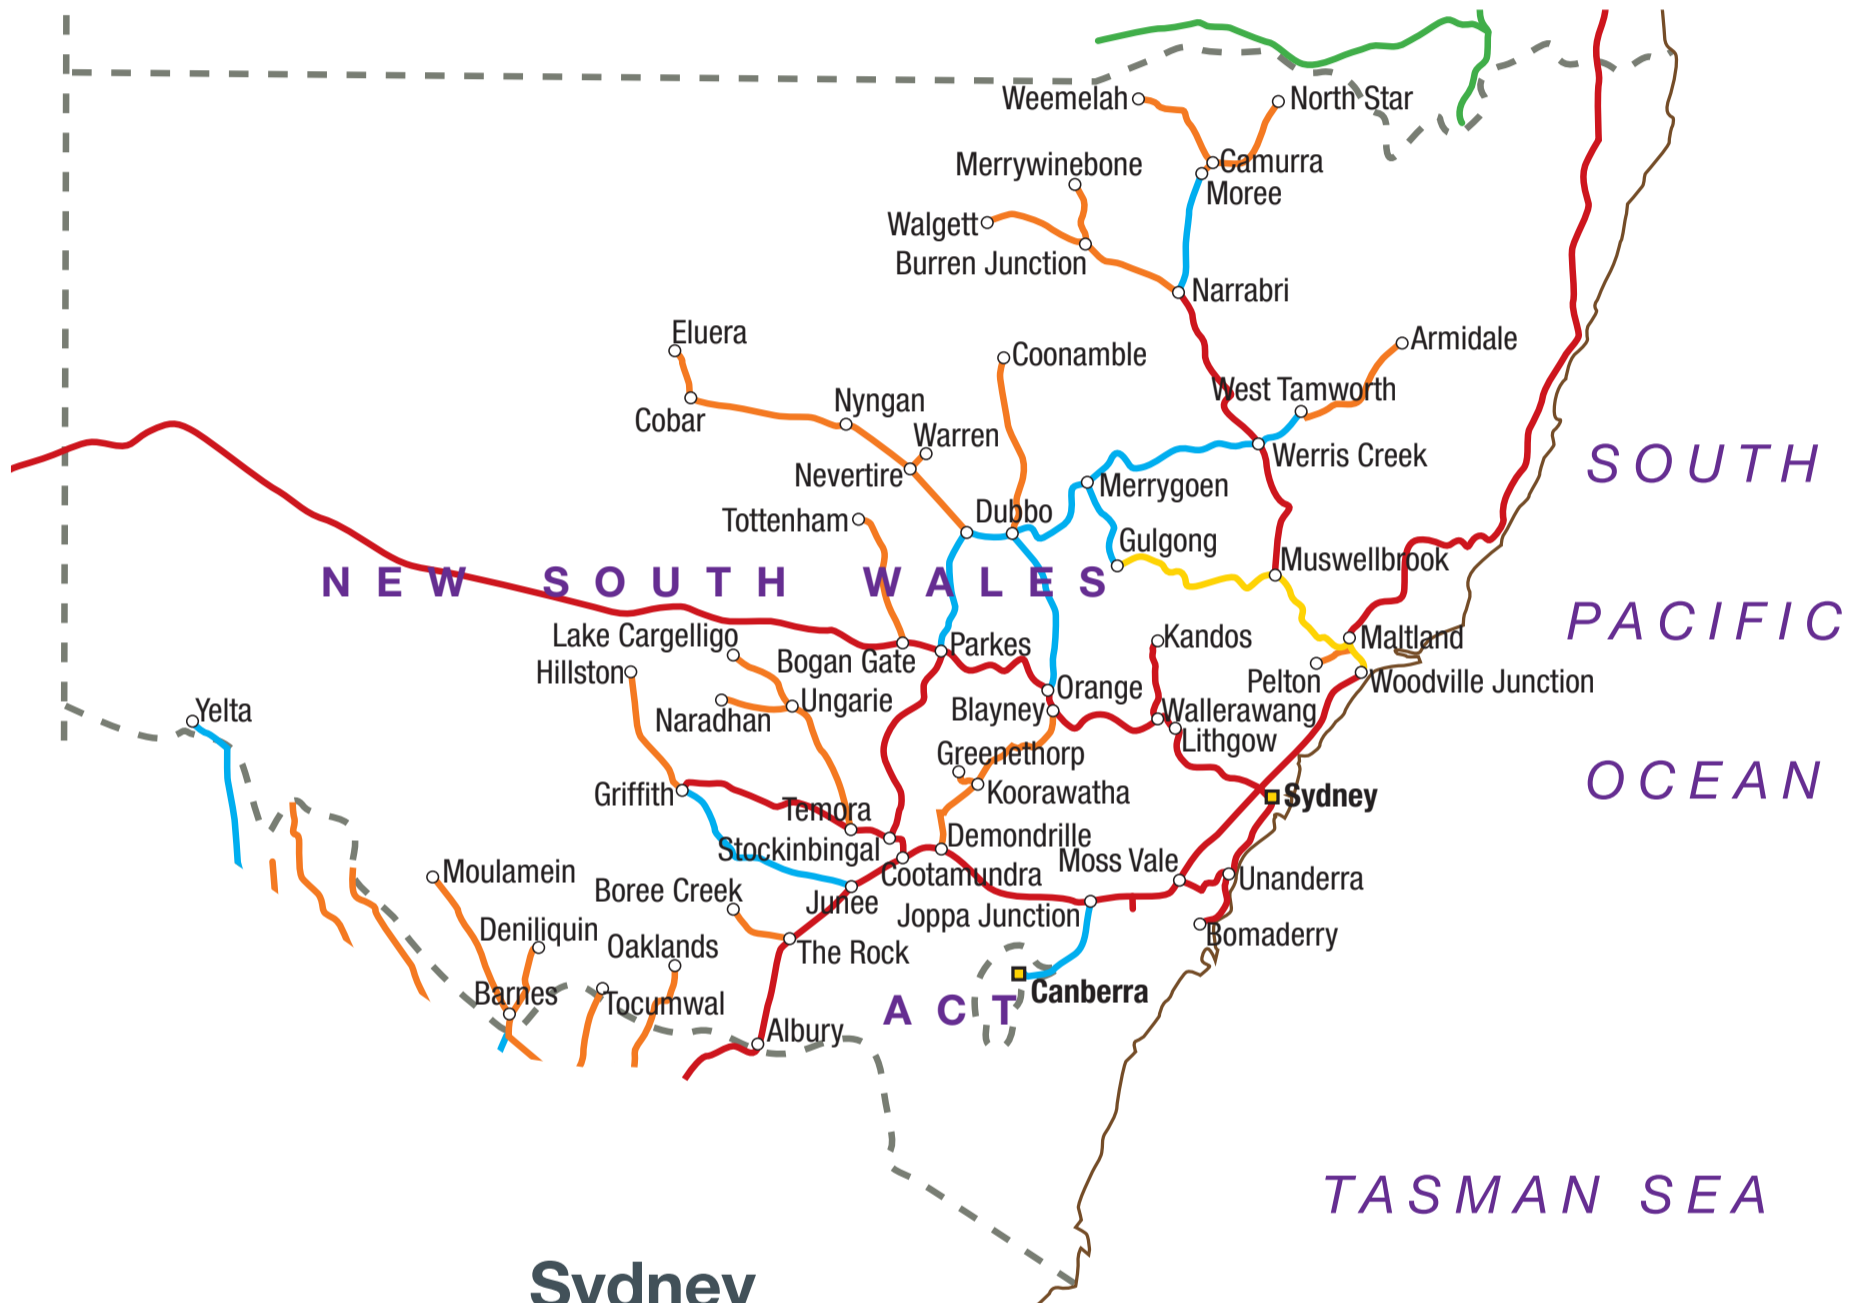 Weemelah
North Star
Camurra
Merrywinebone
Moree
Walgett
Burren Junction
Narrabri
Eluera
Armidale
Coonamble
West Tamworth
Nyngan
Cobar
Warren
Werris Creek
SOUTH
Nevertire
Merrygoen
Dubbo
Tottenham
Gulgong
Muswellbrook
NEW SOUTH WALES
PACIFIC
Lake Cargelligo
Kandos
Maltland
Parkes
Bogan Gate
Hillston
Pelton
Woodville Junction
Orange
Ungarie
Yelta
Naradhan
Blayney
Wallerawang
Lithgow
Greenethorp
OCEAN
Griffith
Koorawatha
Sydney
Temora
Demondrille
Stockinbingal
Moss Vale
Moulamein
Cootamundra
Unanderra
Boree Creek
Junee
Joppa Junction
Deniliquin
Bomaderry
Oaklands
The Rock
Barnes
Tocumwal
Canberra
ACT
Albury
TASMAN SEA
Sydney